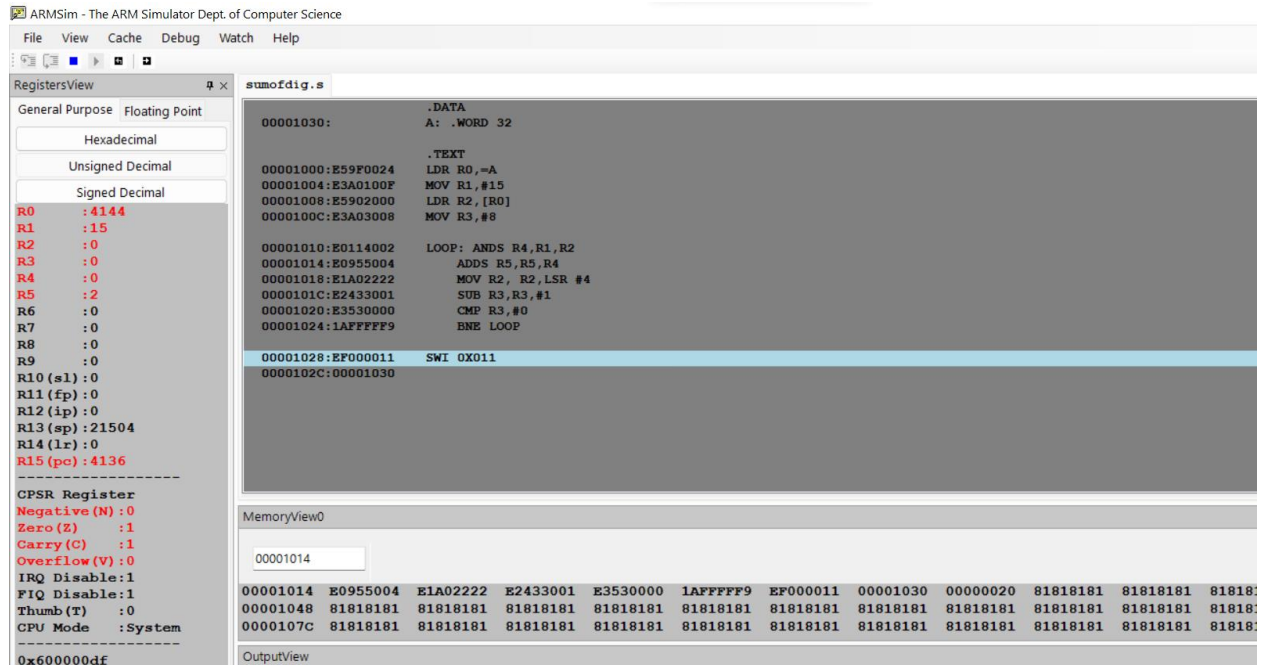 ARMSim - The ARM Simulator Dept. of Computer Science
File View Cache Debug Watch Help
RegistersView
General Purpose Floating Point
Hexadecimal
Unsigned Decimal
Signed Decimal
R0 :4144
R1 :15
R2 :0
R3 :0
R4 :0
R5 :2
R6 :0
R7 :0
R8 :0
R9 :0
R10(sl):0
R11(fp):0
R12(ip):0
R13(sp):21504
R14(lr):0
R15(pc):4136
-------------------
CPSR Register
Negative(N):0
Zero(Z) :1
Carry(C) :1
Overflow(V):0
IRQ Disable:1
FIQ Disable:1
Thumb(T) :0
CPU Mode :System
-------------------
0x600000df
sumofdig.s
.DATA
00001030: A: .WORD 32
.TEXT
00001000:E59F0024 LDR R0,=A
00001004:E3A0100F MOV R1,#15
00001008:E5902000 LDR R2,[R0]
0000100C:E3A03008 MOV R3,#8
00001010:E0114002 LOOP: ANDS R4,R1,R2
00001014:E0955004 ADDS R5,R5,R4
00001018:E1A02222 MOV R2, R2,LSR #4
0000101C:E2433001 SUB R3,R3,#1
00001020:E3530000 CMP R3,#0
00001024:1AFFFFF9 BNE LOOP
00001028:EF000011 SWI 0X011
0000102C:00001030
MemoryView0
00001014
00001014 E0955004 E1A02222 E2433001 E3530000 1AFFFFF9 EF000011 00001030 00000020 81818181 81818181 81818
00001048 81818181 81818181 81818181 81818181 81818181 81818181 81818181 81818181 81818181 81818181 81818
0000107C 81818181 81818181 81818181 81818181 81818181 81818181 81818181 81818181 81818181 81818181 81818
OutputView